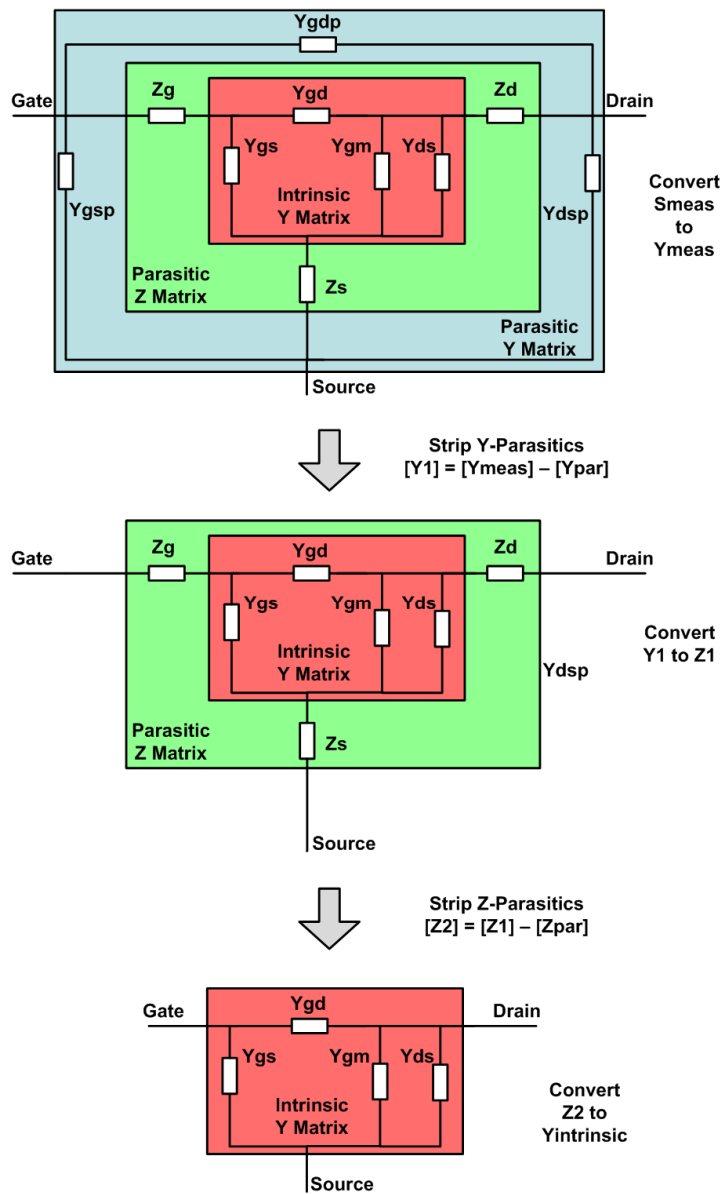 Ygdp
Gate
Zg
Ygd
Zd
Drain
Ygs
Ygm
Yds
Ygsp
Intrinsic
Y Matrix
Ydsp
Convert
Smeas
to
Ymeas
Parasitic
Z Matrix
Zs
Parasitic
Y Matrix
Source
Strip Y-Parasitics
[Y1] = [Ymeas] – [Ypar]
Gate
Zg
Ygd
Zd
Drain
Ygs
Ygm
Yds
Intrinsic
Y Matrix
Convert
Y1 to Z1
Ydsp
Parasitic
Z Matrix
Zs
Source
Strip Z-Parasitics
[Z2] = [Z1] – [Zpar]
Gate
Ygd
Drain
Ygs
Ygm
Yds
Intrinsic
Y Matrix
Convert
Z2 to
Yintrinsic
Source